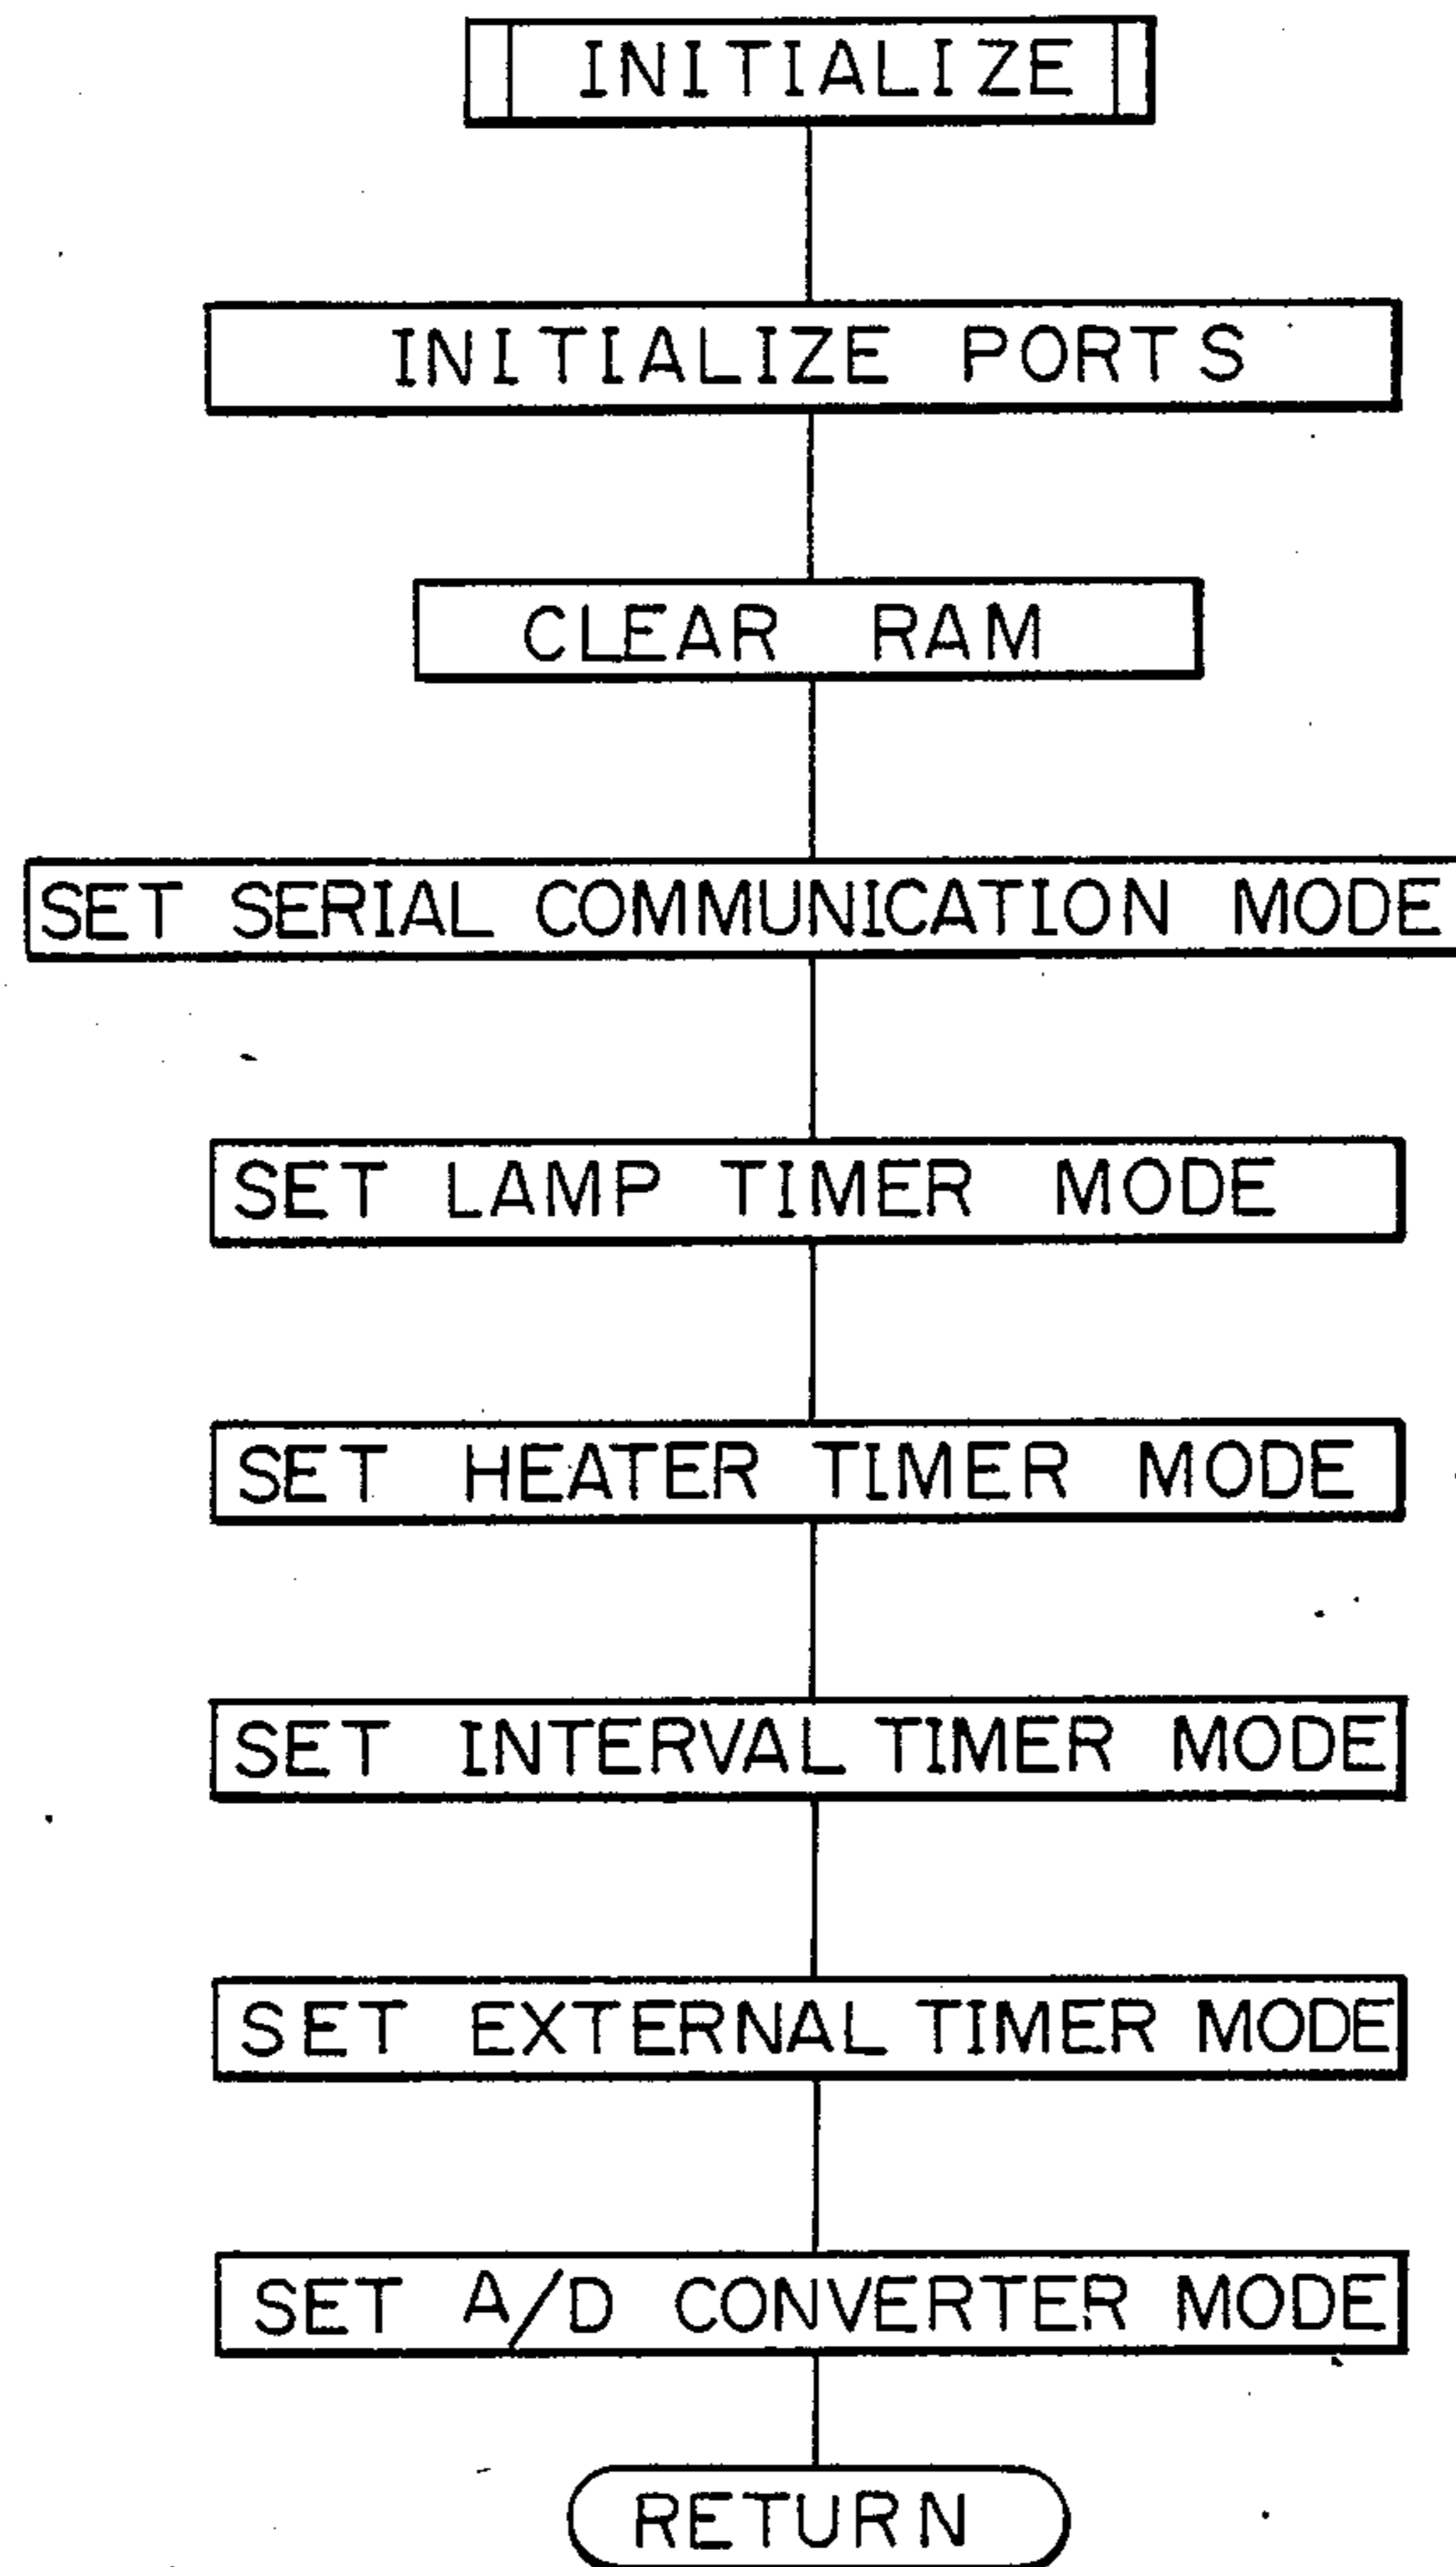 INITIALIZE
INITIALIZE PORTS
CLEAR RAM
SET SERIAL COMMUNICATION MODE
SET LAMP TIMER MODE
SET HEATER TIMER MODE
SET INTERVAL TIMER MODE
SET EXTERNAL TIMER MODE
SET A/D CONVERTER MODE
RETURN